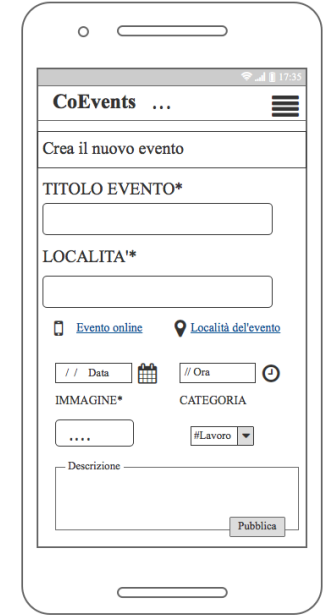 17:35
CoEvents ...
Crea il nuovo evento
TITOLO EVENTO*
LOCALITA'*
Evento online Località del'evento
/ / Data // Ora
IMMAGINE* CATEGORIA
.... #Lavoro
Descrizione
Pubblica